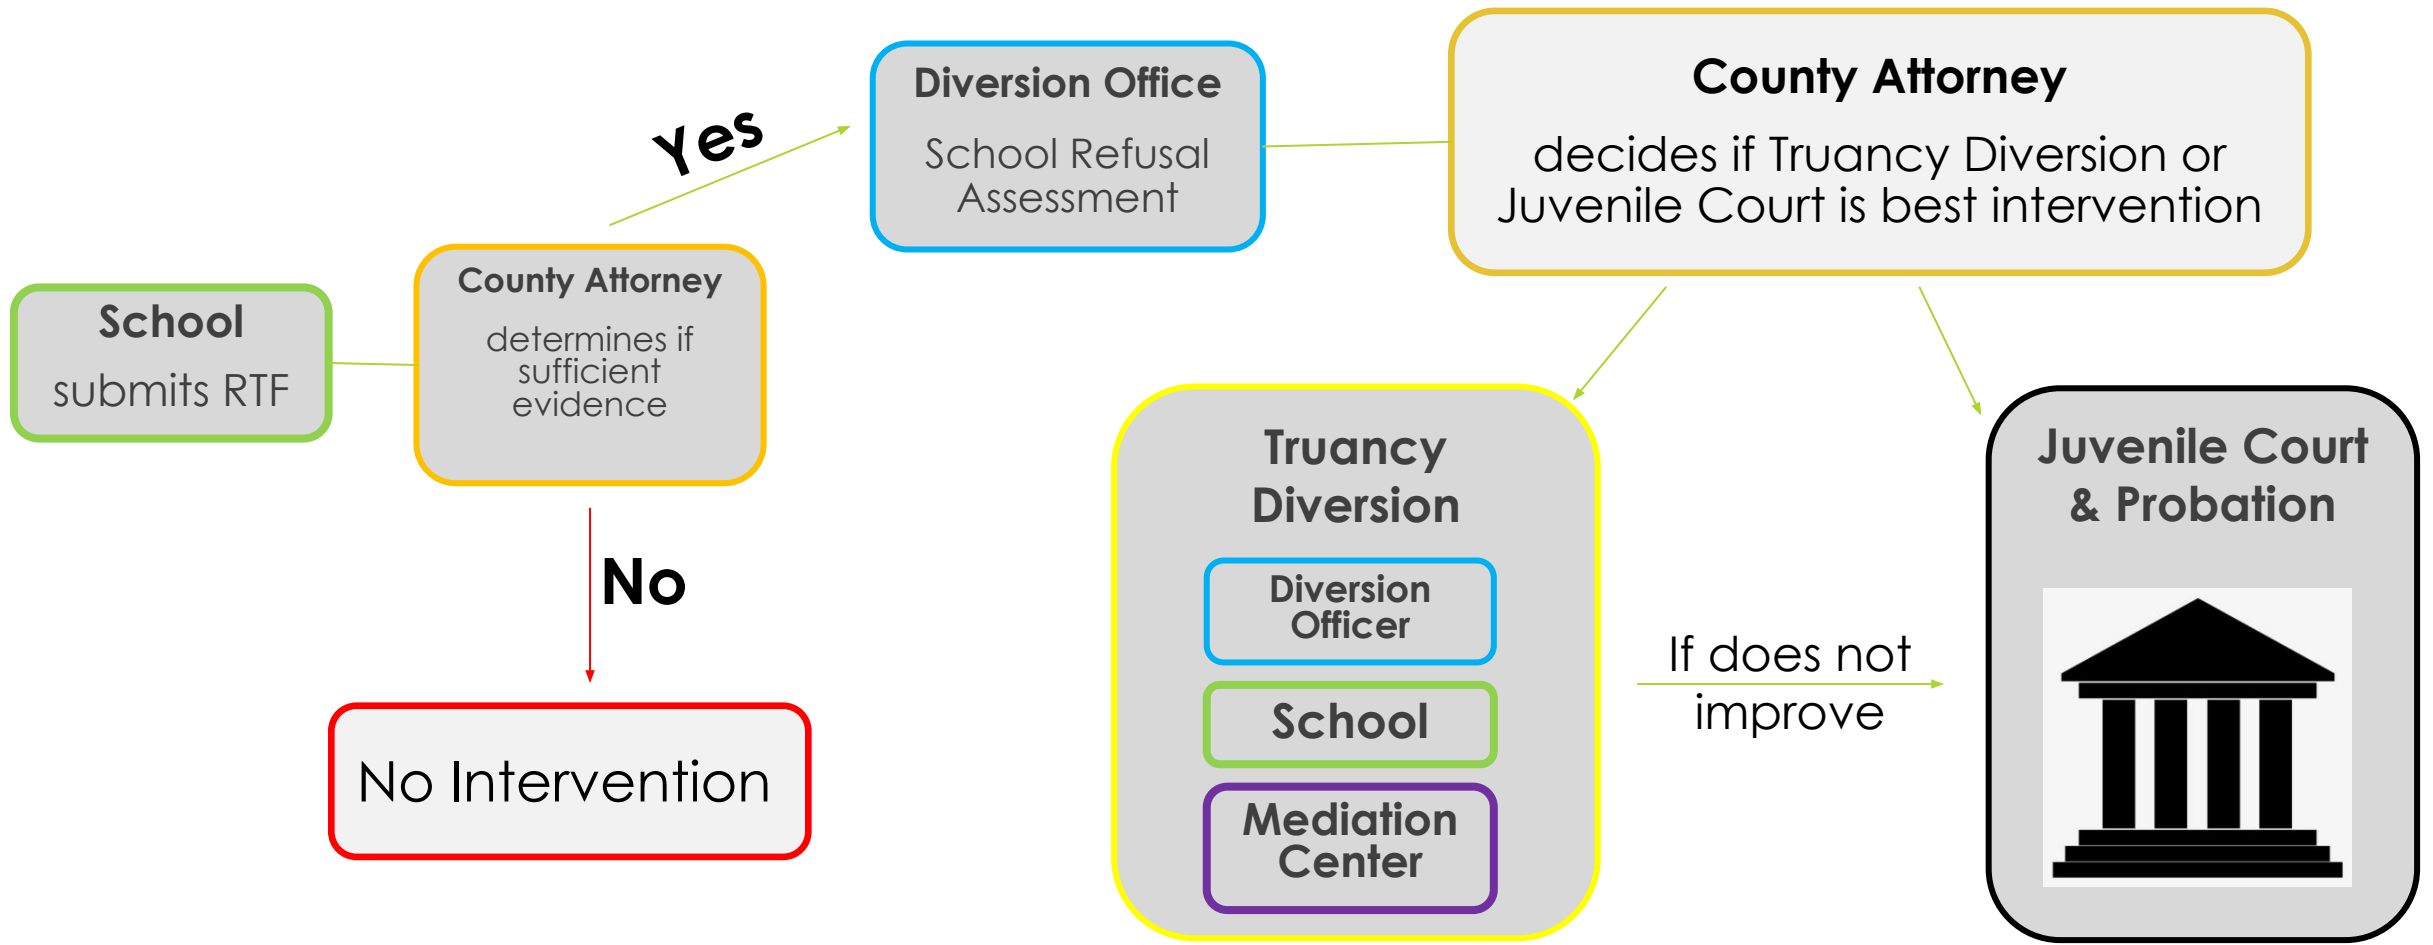 School
submits RTF
County Attorney
determines if
sufficient
evidence
Yes
No
No Intervention
Diversion Office
School Refusal
Assessment
County Attorney
decides if Truancy Diversion or
Juvenile Court is best intervention
Truancy
Diversion
Diversion
Officer
School
Mediation
Center
If does not
improve
Juvenile Court
& Probation